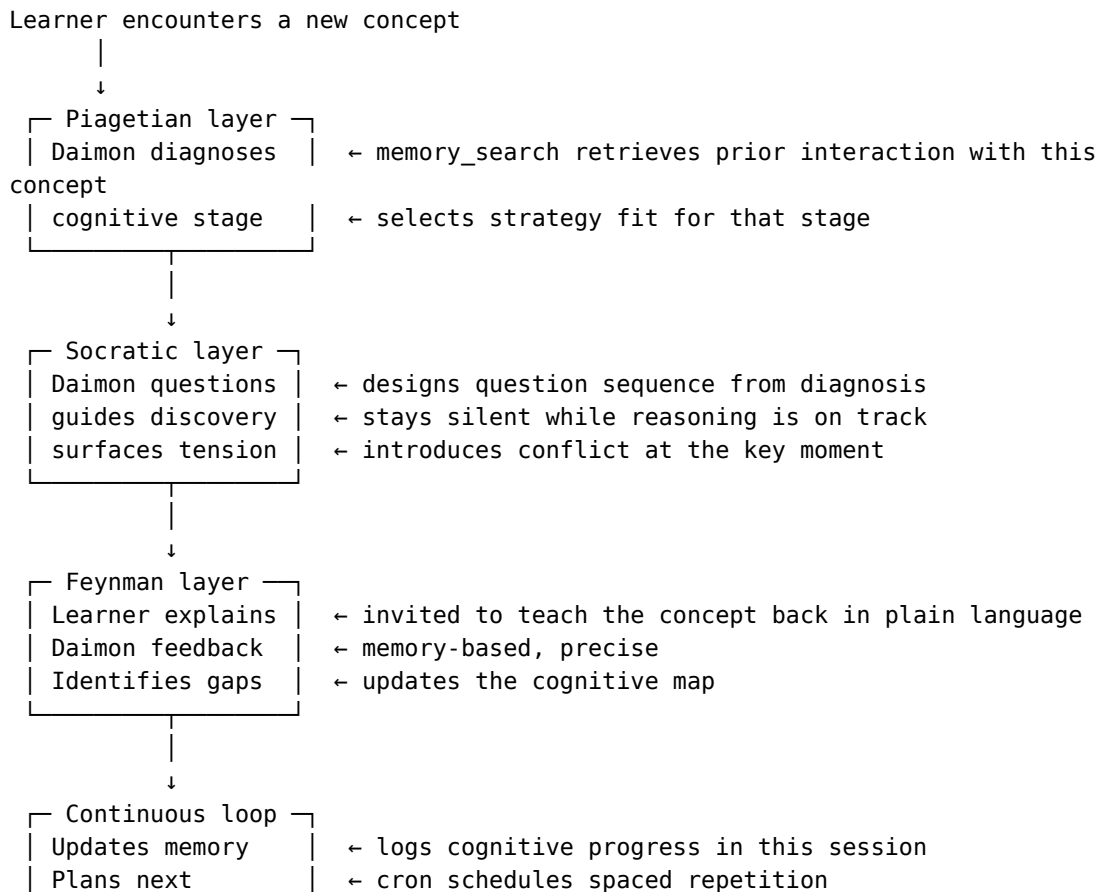 Learner encounters a new concept
│
↓
┌─ Piagetian layer ─┐
│ Daimon diagnoses  │  ← memory_search retrieves prior interaction with this
concept
│ cognitive stage   │  ← selects strategy fit for that stage
└─────────┬─────────┘
│
↓
┌─ Socratic layer ─┐
│ Daimon questions │  ← designs question sequence from diagnosis
│ guides discovery │  ← stays silent while reasoning is on track
│ surfaces tension │  ← introduces conflict at the key moment
└─────────┬────────┘
│
↓
┌─ Feynman layer ──┐
│ Learner explains │  ← invited to teach the concept back in plain language
│ Daimon feedback  │  ← memory-based, precise
│ Identifies gaps  │  ← updates the cognitive map
└─────────┬────────┘
│
↓
┌─ Continuous loop ─┐
│ Updates memory    │  ← logs cognitive progress in this session
│ Plans next        │  ← cron schedules spaced repetition